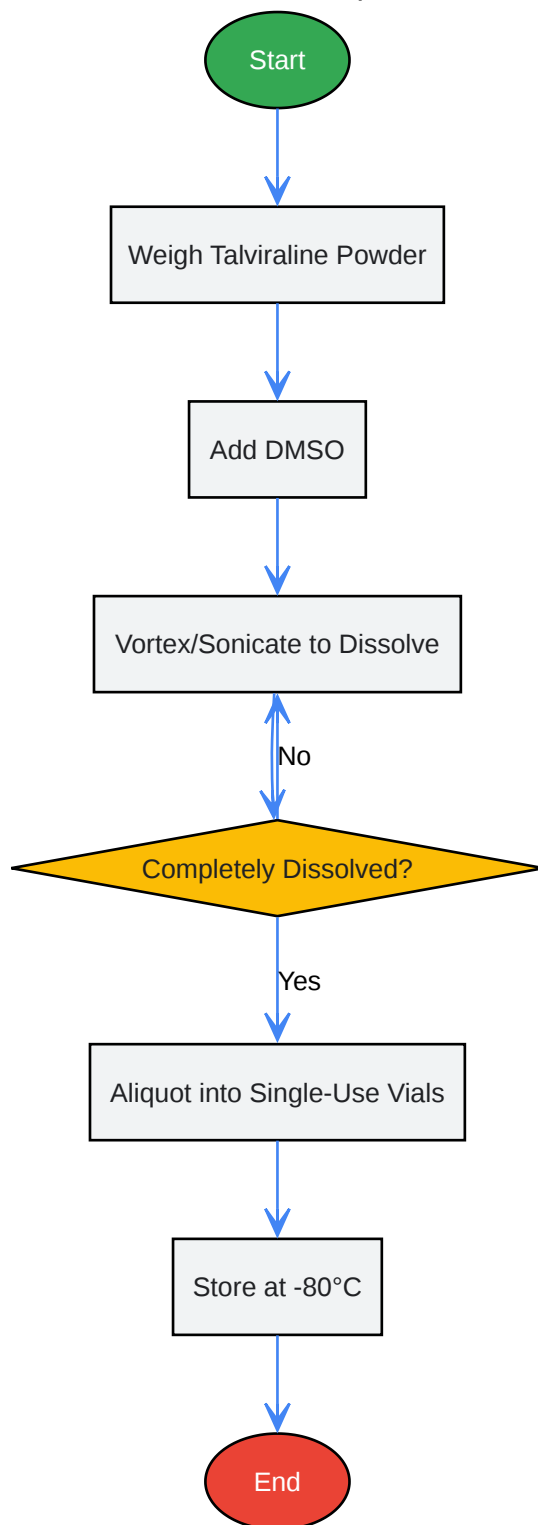 Start
Weigh Talviraline Powder
Add DMSO
Vortex/Sonicate to Dissolve
No
Completely Dissolved?
Yes
Aliquot into Single-Use Vials
Store at -80°C
End